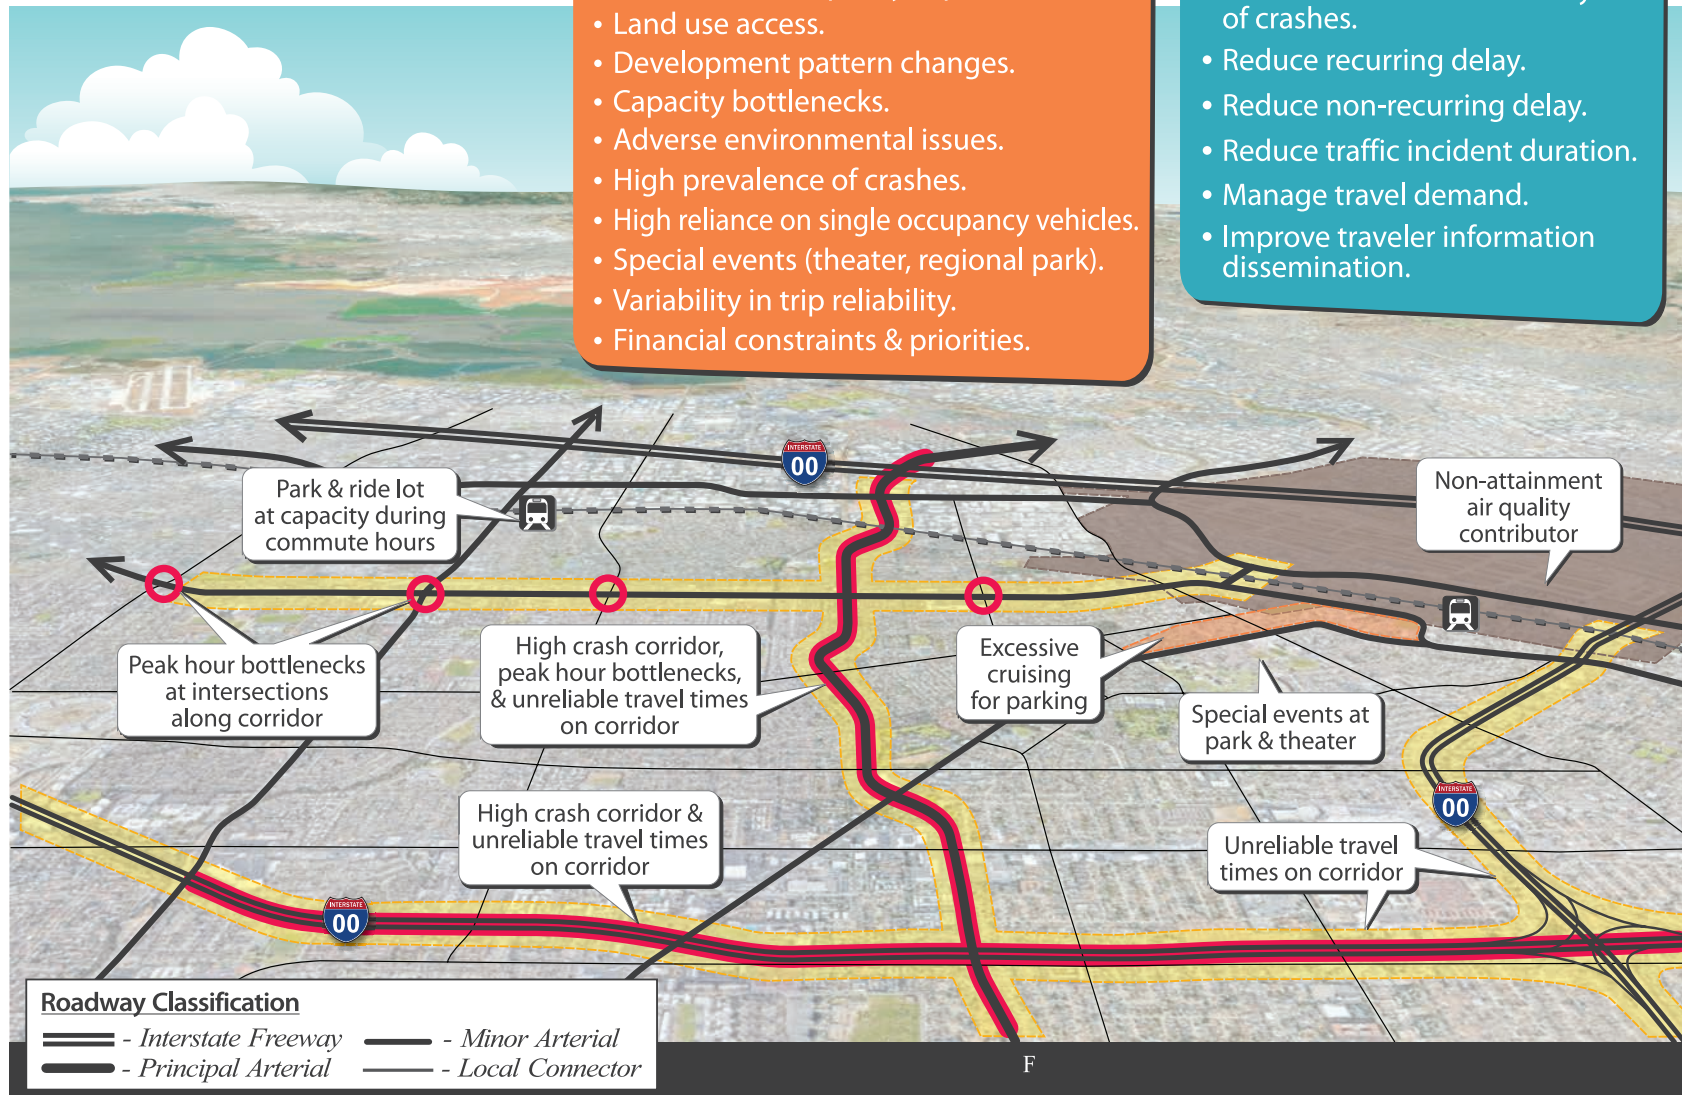 • Land use access.
• Development pattern changes.
• Capacity bottlenecks.
• Adverse environmental issues.
• High prevalence of crashes.
• High reliance on single occupancy vehicles.
• Special events (theater, regional park).
• Variability in trip reliability.
• Financial constraints & priorities.
of crashes.
• Reduce recurring delay.
• Reduce non-recurring delay.
• Reduce traffic incident duration.
• Manage travel demand.
• Improve traveler information
dissemination.
INTERSTATE
00
Park & ride lot
at capacity during
commute hours
Non-attainment
air quality
contributor
Peak hour bottlenecks
at intersections
along corridor
High crash corridor,
peak hour bottlenecks,
& unreliable travel times
on corridor
Excessive
cruising
for parking
Special events at
park & theater
High crash corridor &
unreliable travel times
on corridor
INTERSTATE
00
Unreliable travel
times on corridor
INTERSTATE
00
Roadway Classification
- Interstate Freeway
- Minor Arterial
- Principal Arterial
- Local Connector
F